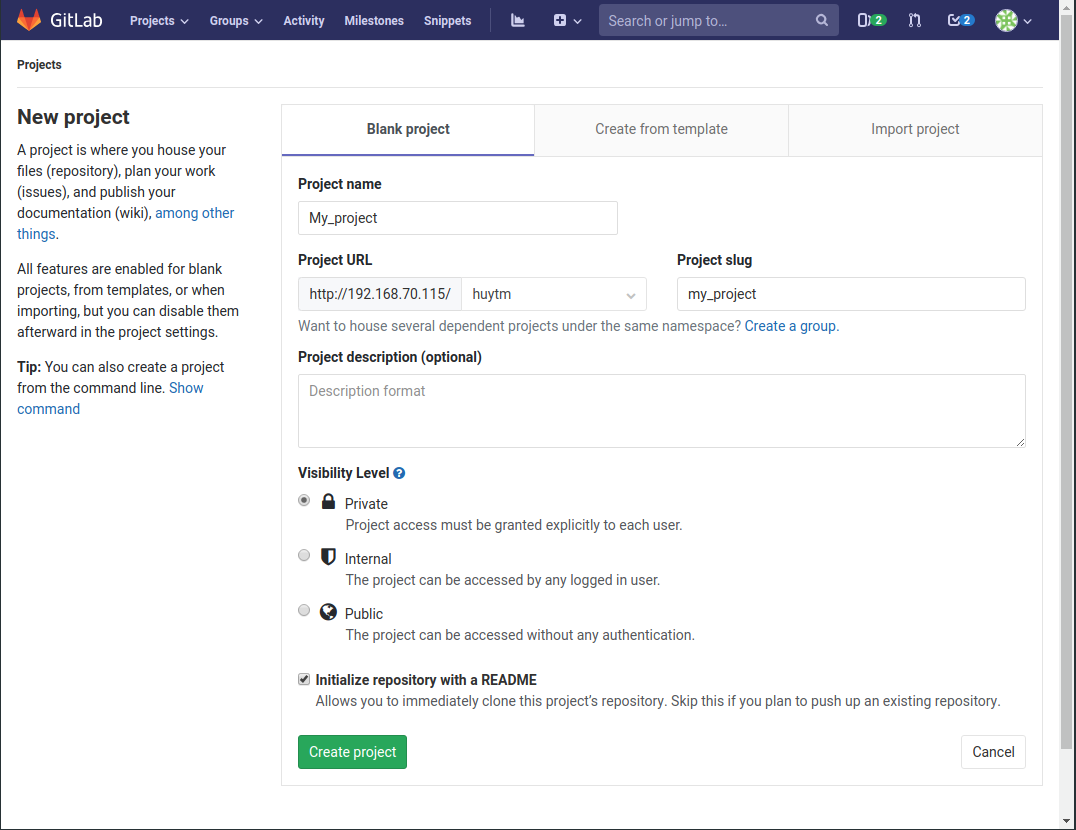 GitLab Projects Groups Activity Milestones Snippets Search or jump to... 2 2
Projects
New project
A project is where you house your
files (repository), plan your work
(issues), and publish your
documentation (wiki), among other
things.
All features are enabled for blank
projects, from templates, or when
importing, but you can disable them
afterward in the project settings.
Tip: You can also create a project
from the command line. Show
command
Blank project Create from template Import project
Project name
My_project
Project URL Project slug
http://192.168.70.115/ huytm my_project
Want to house several dependent projects under the same namespace? Create a group.
Project description (optional)
Description format
Visibility Level ?
Private
Project access must be granted explicitly to each user.
Internal
The project can be accessed by any logged in user.
Public
The project can be accessed without any authentication.
Initialize repository with a README
Allows you to immediately clone this project’s repository. Skip this if you plan to push up an existing repository.
Create project Cancel